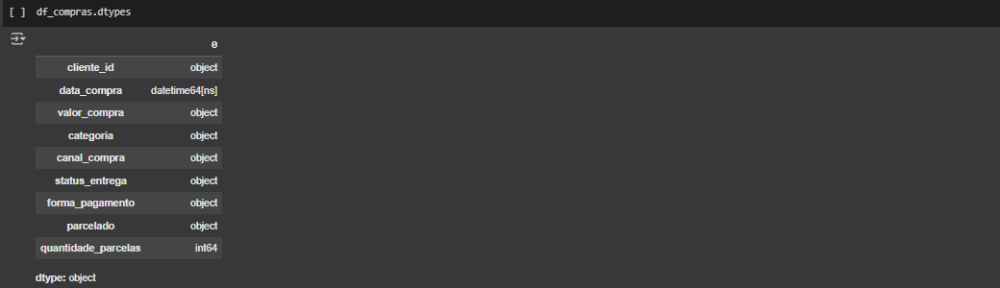 [ ] df_compras.dtypes
0
cliente_id object
data_compra datetime64[ns]
valor_compra object
categoria object
canal_compra object
status_entrega object
forma_pagamento object
parcelado object
quantidade_parcelas int64
dtype: object